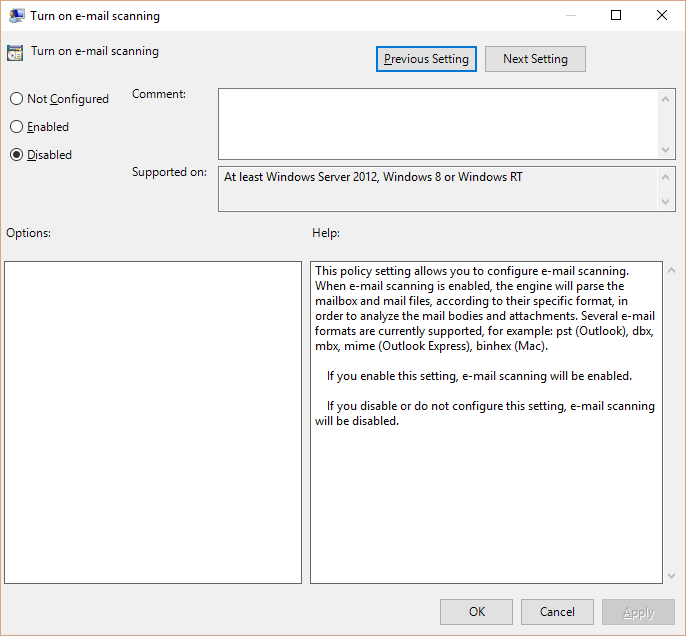 Turn on e-mail scanning
Turn on e-mail scanning
Previous Setting
Next Setting
Not Configured
Comment:
Enabled
Disabled
Supported on:
At least Windows Server 2012, Windows 8 or Windows RT
Options:
Help:
This policy setting allows you to configure e-mail scanning.
When e-mail scanning is enabled, the engine will parse the
mailbox and mail files, according to their specific format, in
order to analyze the mail bodies and attachments. Several e-mail
formats are currently supported, for example: pst (Outlook), dbx,
mbx, mime (Outlook Express), binhex (Mac).
If you enable this setting, e-mail scanning will be enabled.
If you disable or do not configure this setting, e-mail scanning
will be disabled.
OK
Cancel
Apply